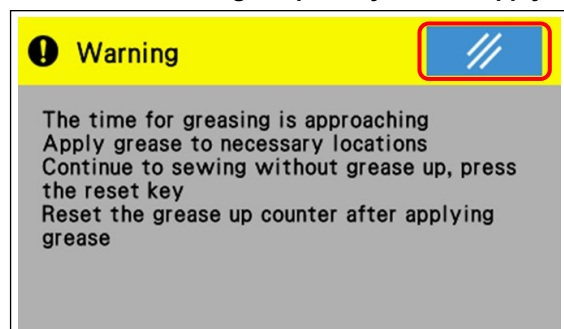 Warning
The time for greasing is approaching
Apply grease to necessary locations
Continue to sewing without grease up, press
the reset key
Reset the grease up counter after applying
grease